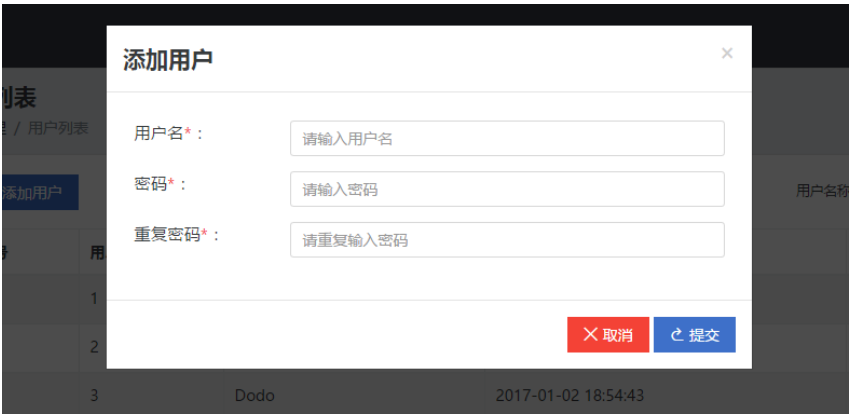 添加用户 ×
列表
/ 用户列表
用户名*：
请输入用户名
密码*：
请输入密码
添加用户
用户名称
重复密码*：
请重复输入密码
号
用
1
取消
提交
2
3
Dodo
2017-01-02 18:54:43